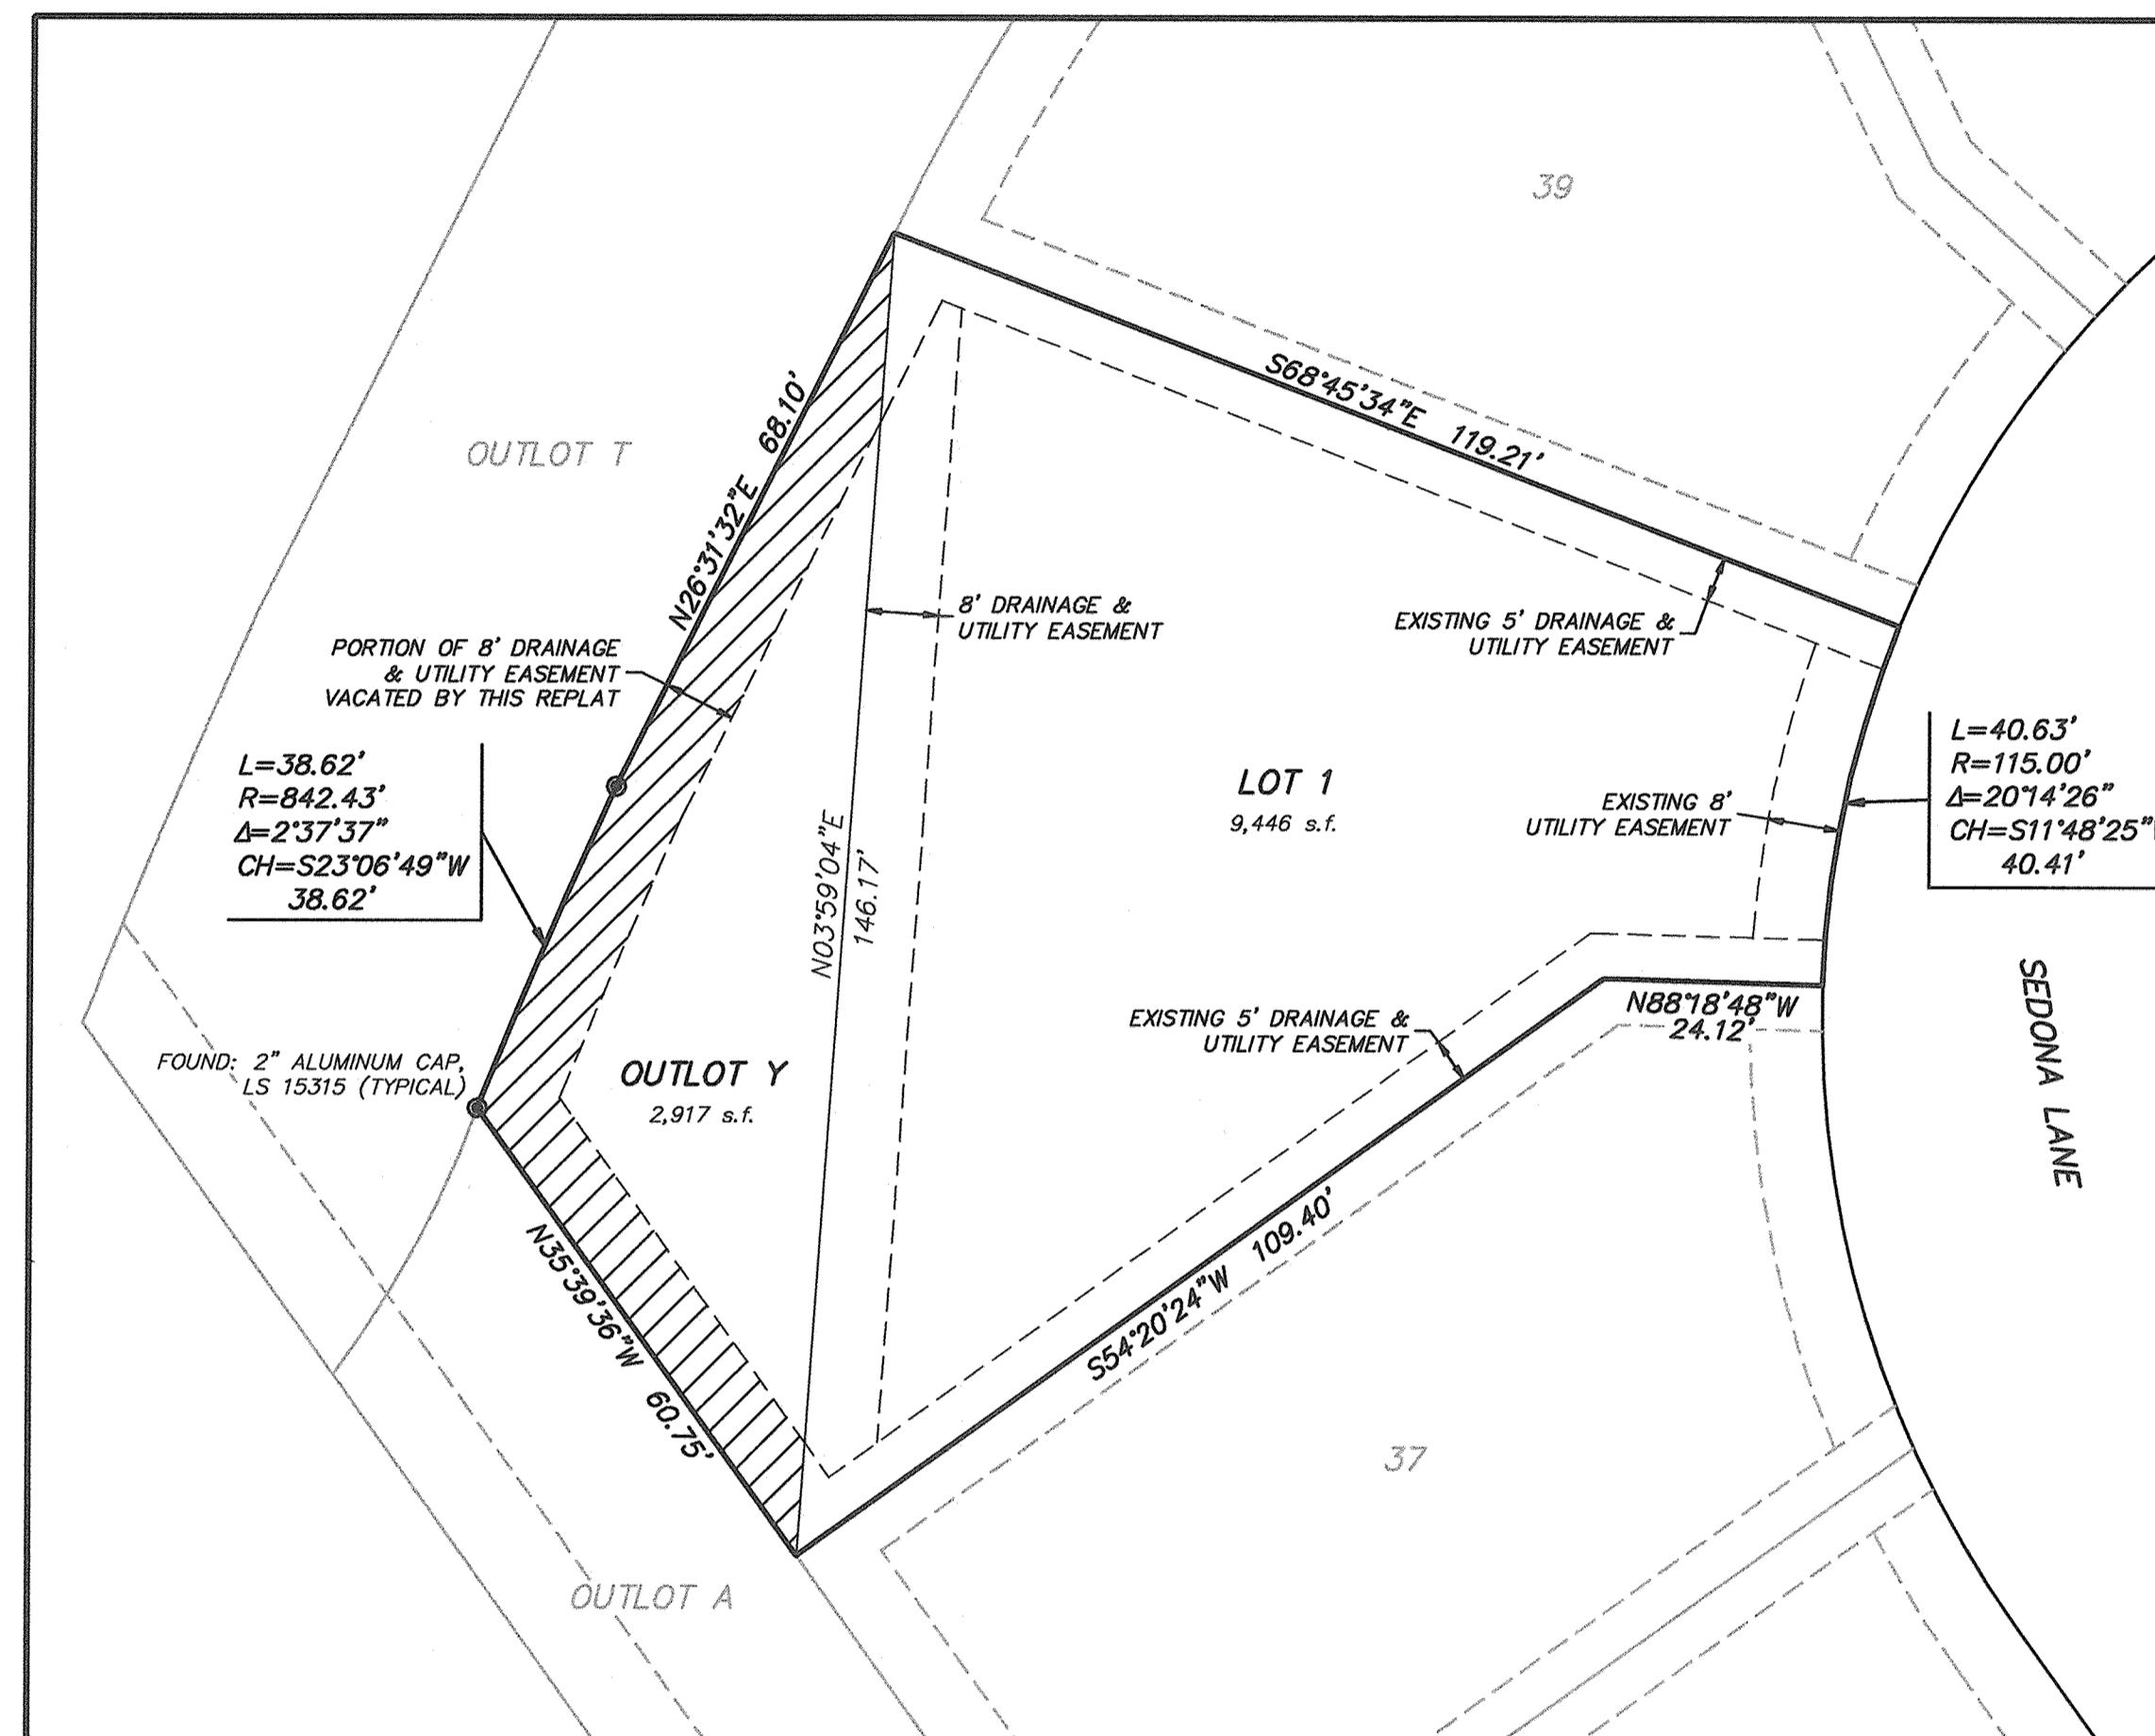 39
S68°45'34"E 119.21'
N26°31'32"E 68.10'
OUTLOT T
8' DRAINAGE &
UTILITY EASEMENT
EXISTING 5' DRAINAGE &
UTILITY EASEMENT
PORTION OF 8' DRAINAGE
& UTILITY EASEMENT
VACATED BY THIS REPLAT
L=38.62'
R=842.43'
Δ=2°37'37"
CH=S23°06'49"W
38.62'
LOT 1
9,446 s.f.
EXISTING 8'
UTILITY EASEMENT
L=40.63'
R=115.00'
Δ=20°14'26"
CH=S11°48'25"
40.41'
N03°59'04"E
146.17'
SEDONA LANE
N88°18'48"W
24.12'
EXISTING 5' DRAINAGE &
UTILITY EASEMENT
FOUND: 2" ALUMINUM CAP,
LS 15315 (TYPICAL)
OUTLOT Y
2,917 s.f.
S54°20'24"W 109.40'
N35°39'36"W 60.75'
37
OUTLOT A